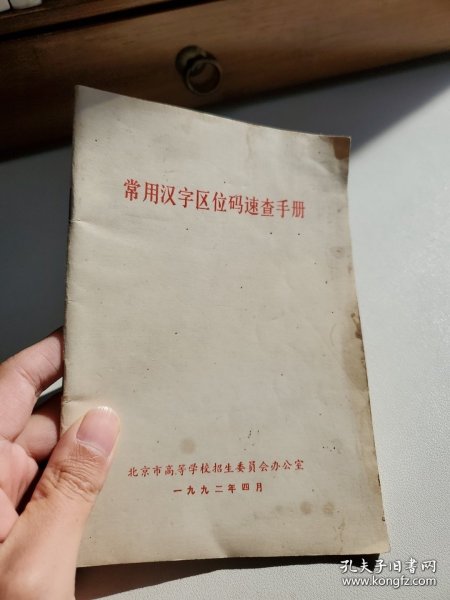 常用汉字区位码速查手册
北京市高等学校招生委员会办公室
一九九二年四月
孔夫子旧书网
www.kongfz.com